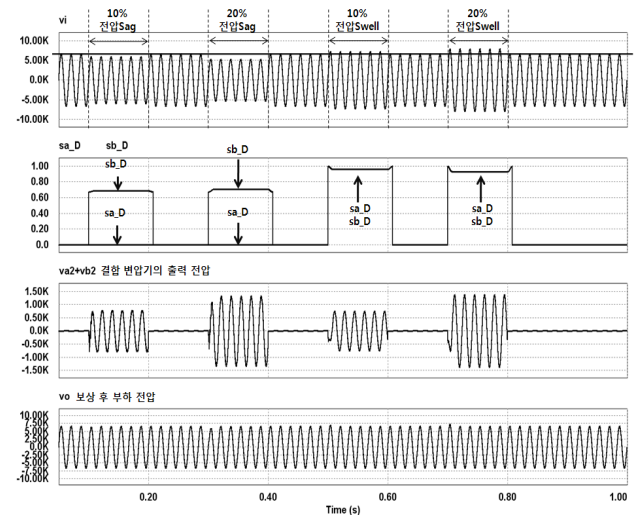 10%
전압Sag
20%
전압Sag
10%
전압Swell
20%
전압Swell
vi
10.00K
5.00K
0.0K
-5.00K
-10.00K
sa_D sb_D
1.00
0.80
0.60
0.40
0.20
0.0
sb_D
sa_D
sb_D
sa_D
sa_D
sb_D
sa_D
sb_D
va2+vb2 결합 변압기의 출력 전압
1.50K
1.00K
0.50K
0.0K
-0.50K
-1.00K
-1.50K
vo 보상 후 부하 전압
10.00K
7.50K
5.00K
2.50K
0.00K
-2.50K
-5.00K
-7.50K
-10.00K
0.20
0.40
0.60
0.80
1.00
Time (s)